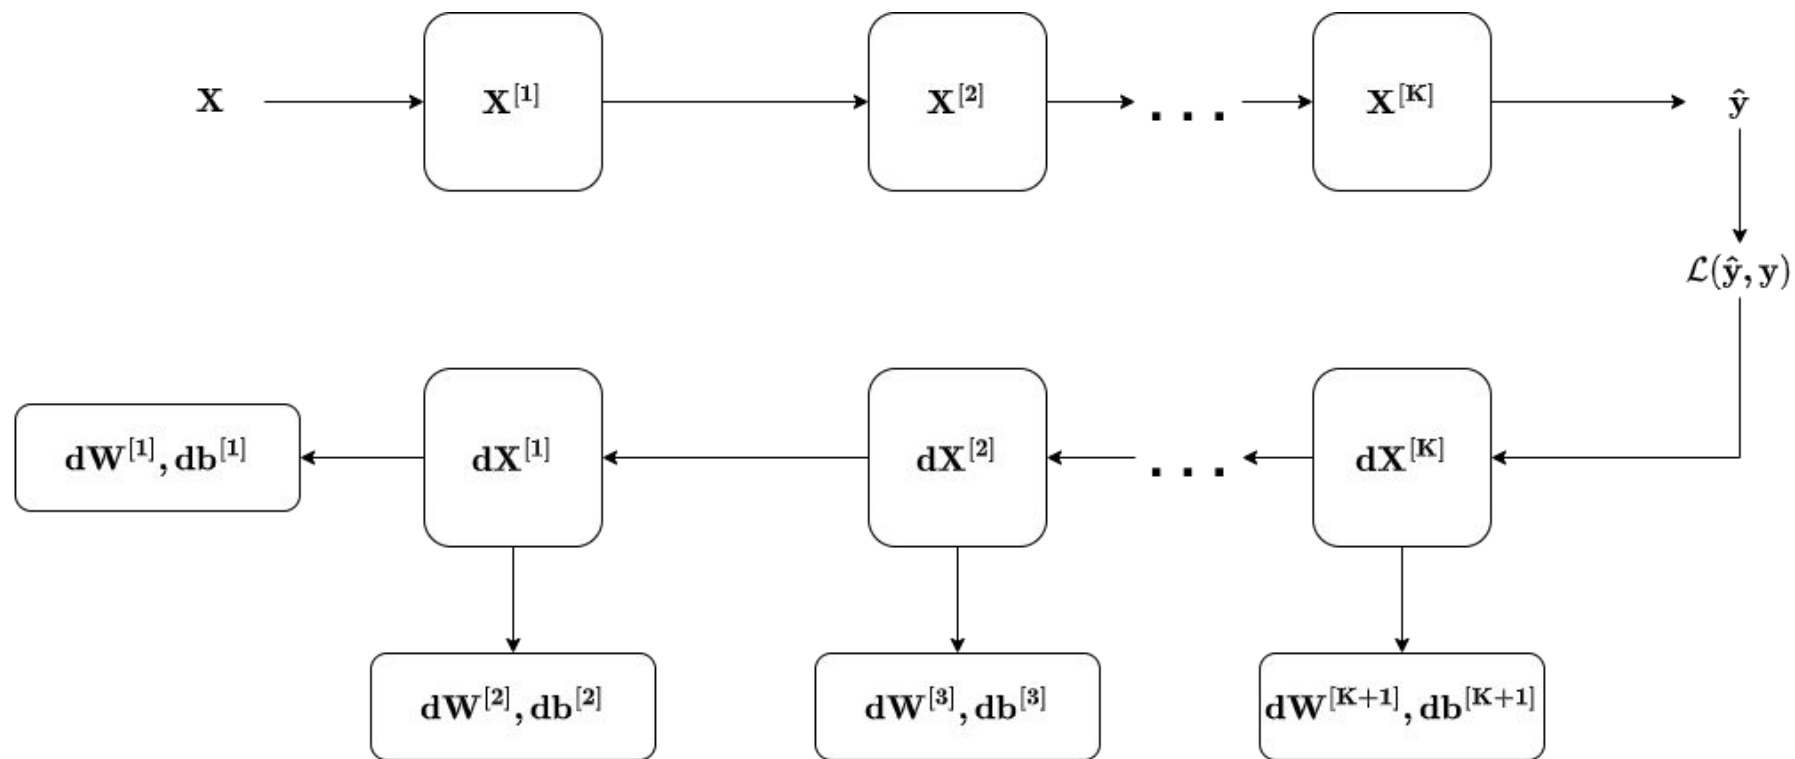 X X^[1] X^[2] . . . X^[K] ŷ
ℒ(ŷ, y)
dW^[1], db^[1] dX^[1] dX^[2] . . . dX^[K]
dW^[2], db^[2] dW^[3], db^[3] dW^[K+1], db^[K+1]